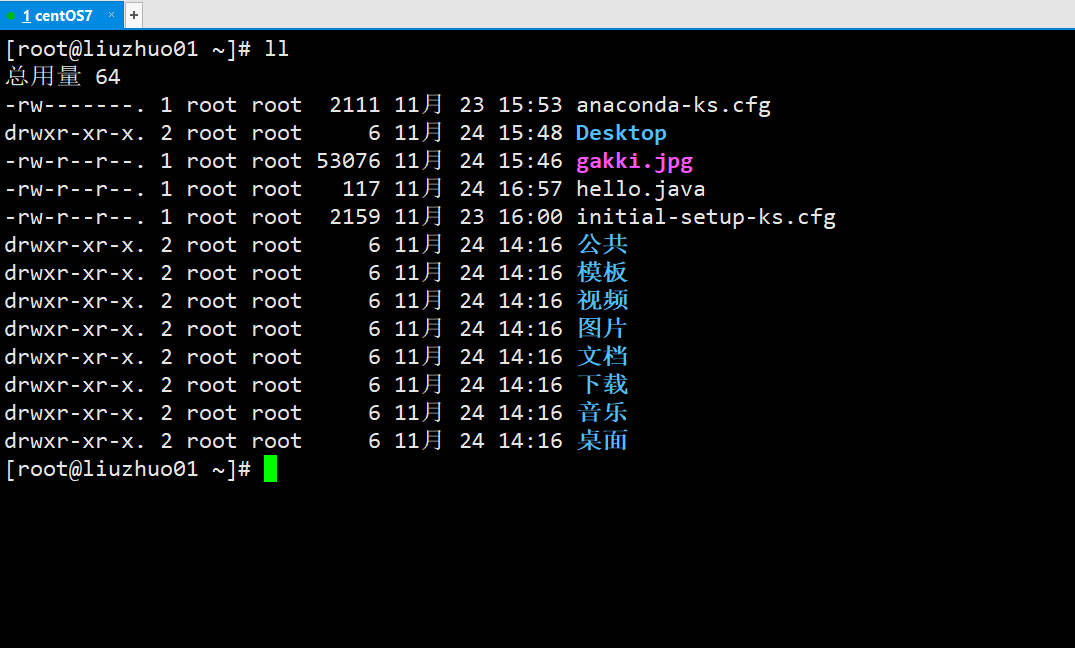 1 centOS7 × +
[root@liuzhuo01 ~]# ll
总用量 64
-rw-------. 1 root root  2111 11月 23 15:53 anaconda-ks.cfg
drwxr-xr-x. 2 root root     6 11月 24 15:48 Desktop
-rw-r--r--. 1 root root 53076 11月 24 15:46 gakki.jpg
-rw-r--r--. 1 root root   117 11月 24 16:57 hello.java
-rw-r--r--. 1 root root  2159 11月 23 16:00 initial-setup-ks.cfg
drwxr-xr-x. 2 root root     6 11月 24 14:16 公共
drwxr-xr-x. 2 root root     6 11月 24 14:16 模板
drwxr-xr-x. 2 root root     6 11月 24 14:16 视频
drwxr-xr-x. 2 root root     6 11月 24 14:16 图片
drwxr-xr-x. 2 root root     6 11月 24 14:16 文档
drwxr-xr-x. 2 root root     6 11月 24 14:16 下载
drwxr-xr-x. 2 root root     6 11月 24 14:16 音乐
drwxr-xr-x. 2 root root     6 11月 24 14:16 桌面
[root@liuzhuo01 ~]#